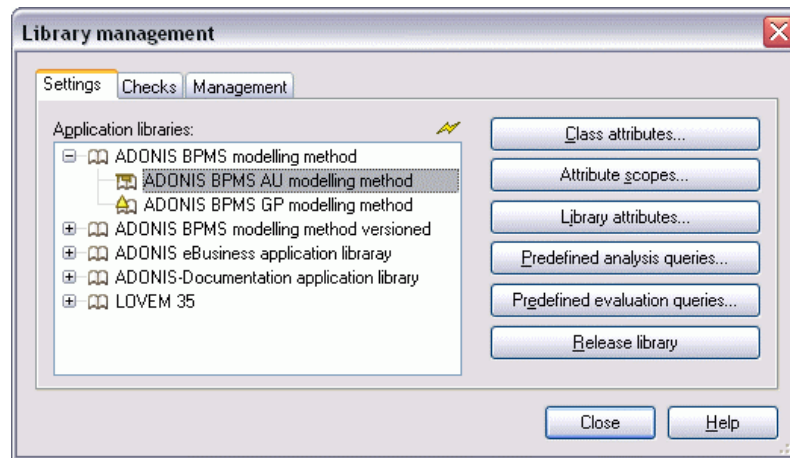 Library management
Settings
Checks
Management
Application libraries:
ADONIS BPMS modelling method
ADONIS BPMS AU modelling method
ADONIS BPMS GP modelling method
ADONIS BPMS modelling method versioned
ADONIS eBusiness application libraray
ADONIS-Documentation application library
LOVEM 35
Class attributes...
Attribute scopes...
Library attributes...
Predefined analysis queries...
Predefined evaluation queries...
Release library
Close
Help